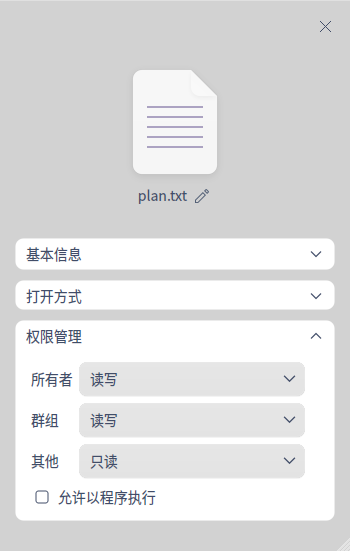 plan.txt
基本信息
打开方式
权限管理
所有者 读写
群组 读写
其他 只读
允许以程序执行